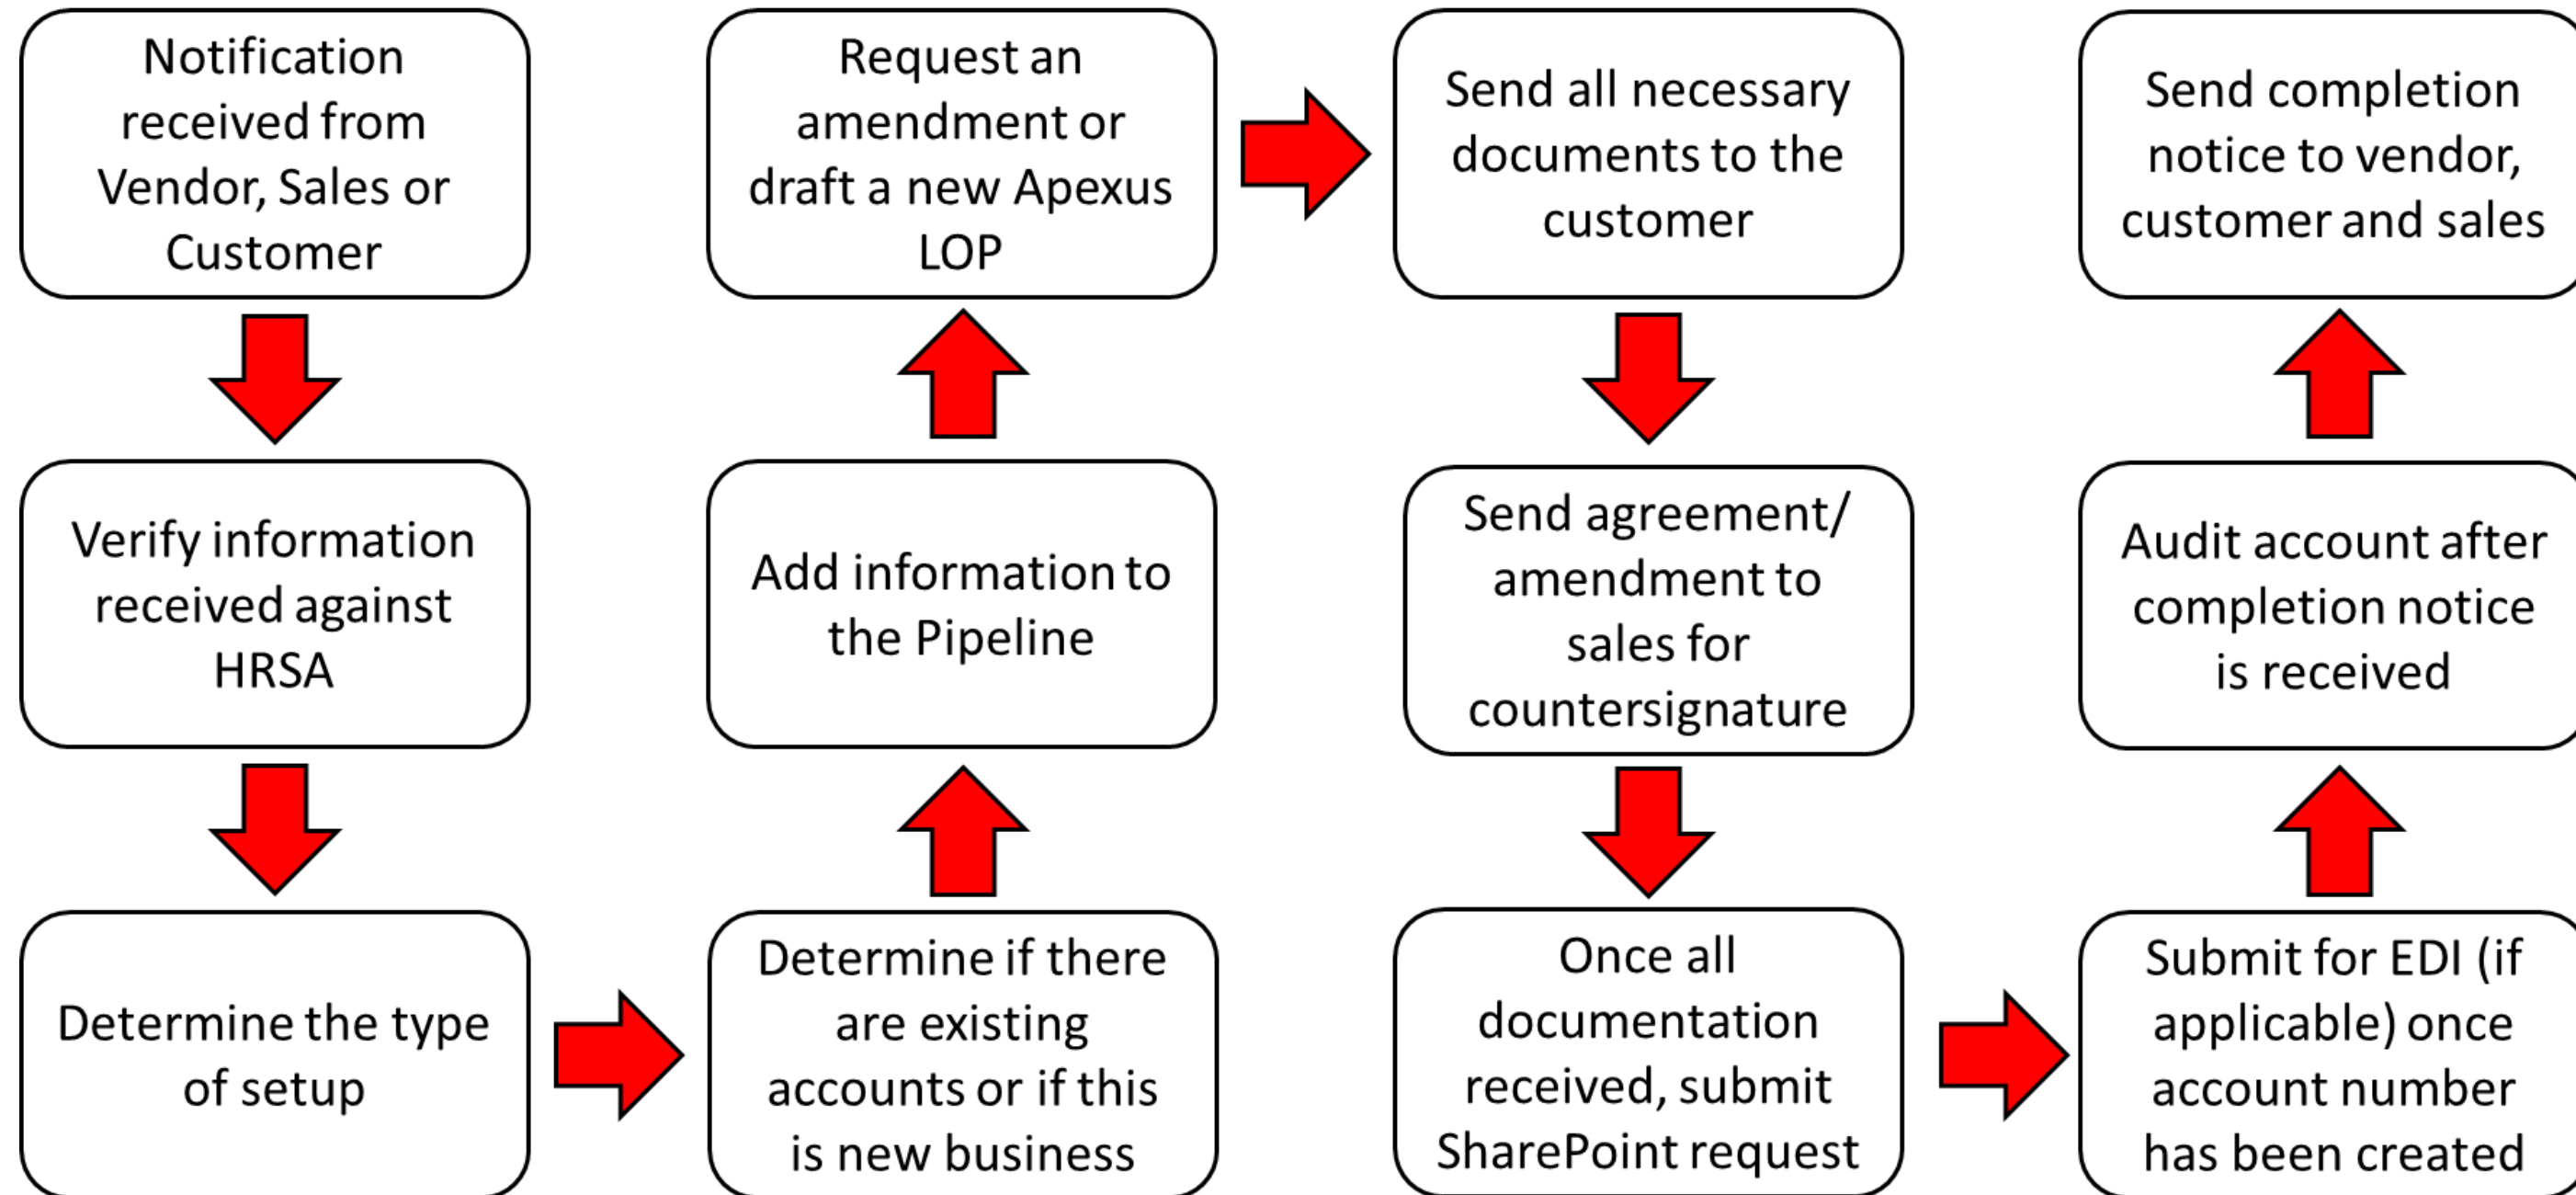 Notification
received from
Vendor, Sales or
Customer
Verify information
received against
HRSA
Determine the type
of setup
Determine if there
are existing
accounts or if this
is new business
Add information to
the Pipeline
Request an
amendment or
draft a new Apexus
LOP
Send all necessary
documents to the
customer
Send agreement/
amendment to
sales for
countersignature
Once all
documentation
received, submit
SharePoint request
Submit for EDI (if
applicable) once
account number
has been created
Audit account after
completion notice
is received
Send completion
notice to vendor,
customer and sales